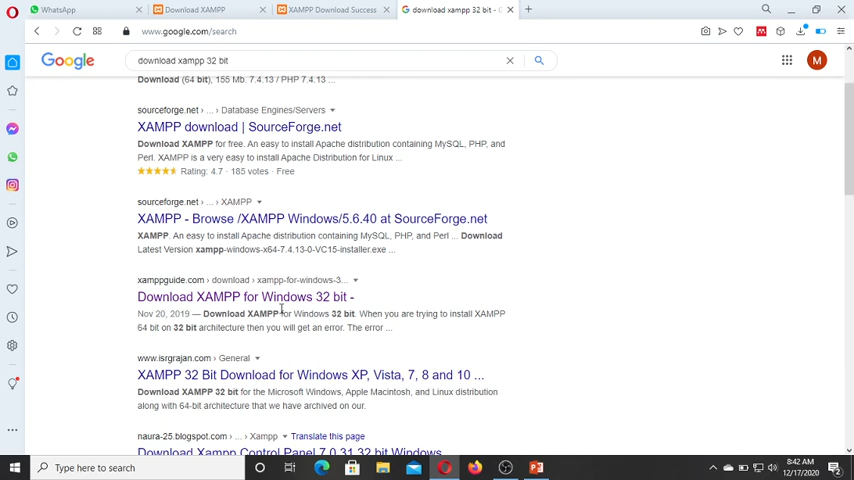 WhatsApp
Download XAMPP
XAMPP Download Success
download xampp 32 bit - G
www.google.com/search
Google
download xampp 32 bit
M
Download (64 bit), 155 Mb. 7.4.13 / PHP 7.4.13 ...
sourceforge.net › ... › Database Engines/Servers
XAMPP download | SourceForge.net
Download XAMPP for free. An easy to install Apache distribution containing MySQL, PHP, and
Perl. XAMPP is a very easy to install Apache Distribution for Linux ...
Rating: 4.7 · 185 votes · Free
sourceforge.net › ... › XAMPP
XAMPP - Browse /XAMPP Windows/5.6.40 at SourceForge.net
XAMPP. An easy to install Apache distribution containing MySQL, PHP, and Perl ... Download
Latest Version xampp-windows-x64-7.4.13-0-VC15-installer.exe ...
xamppguide.com › download › xampp-for-windows-3...
Download XAMPP for Windows 32 bit -
Nov 20, 2019 — Download XAMPP for Windows 32 bit. When you are trying to install XAMPP
64 bit on 32 bit architecture then you will get an error. The error ...
www.isrgrajan.com › General
XAMPP 32 Bit Download for Windows XP, Vista, 7, 8 and 10 ...
Download XAMPP 32 bit for the Microsoft Windows, Apple Macintosh, and Linux distribution
along with 64-bit architecture that we have archived on our.
naura-25.blogspot.com › ... › Xampp Translate this page
Download Xampp Control Panel 7.0.31 32 bit Windows
Type here to search
8:42 AM
12/17/2020
2